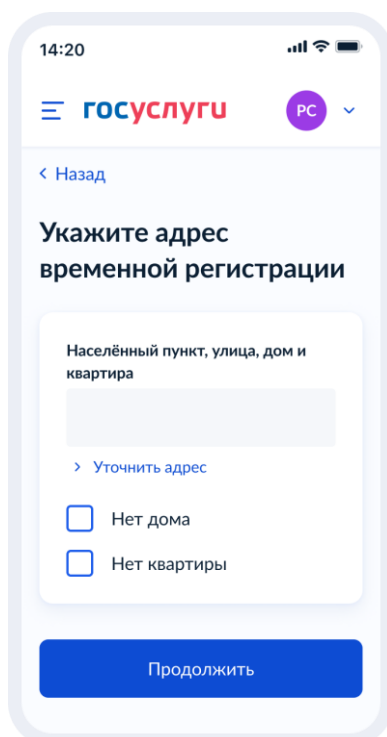 14:20
госуслуги
РС
Назад
Укажите адрес
временной регистрации
Населённый пункт, улица, дом и
квартира
Уточнить адрес
Нет дома
Нет квартиры
Продолжить